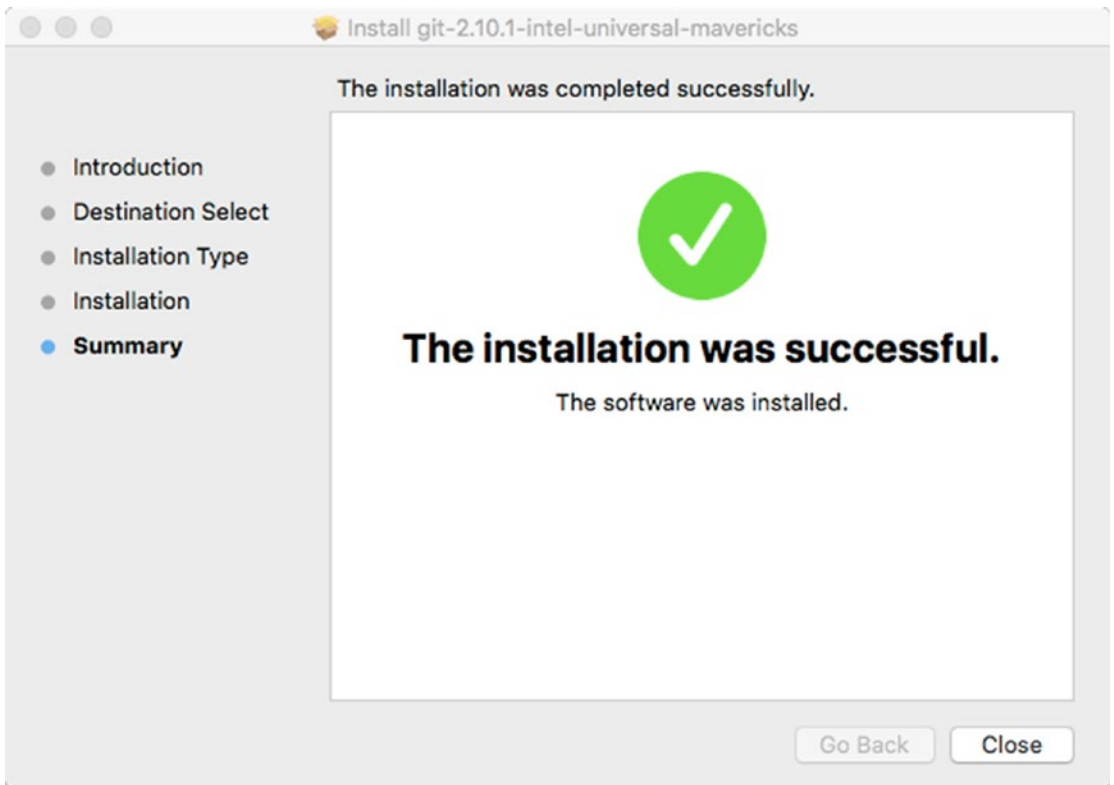 Install git-2.10.1-intel-universal-mavericks
The installation was completed successfully.
Introduction
Destination Select
Installation Type
Installation
Summary
The installation was successful.
The software was installed.
Go Back
Close